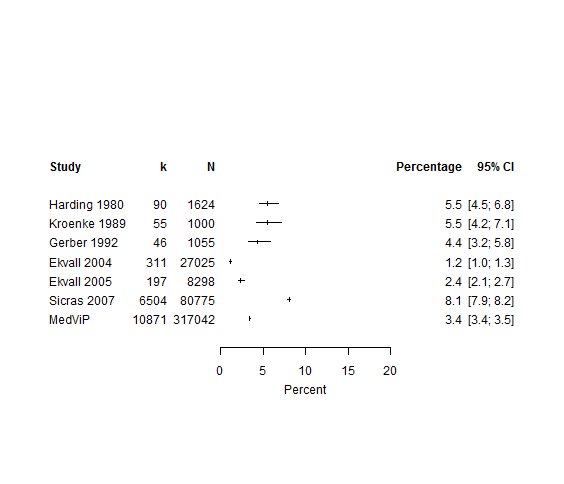 Study k N Percentage 95% CI
Harding 1980 90 1624 5.5 [4.5; 6.8]
Kroenke 1989 55 1000 5.5 [4.2; 7.1]
Gerber 1992 46 1055 4.4 [3.2; 5.8]
Ekvall 2004 311 27025 1.2 [1.0; 1.3]
Ekvall 2005 197 8298 2.4 [2.1; 2.7]
Sicras 2007 6504 80775 8.1 [7.9; 8.2]
MedViP 10871 317042 3.4 [3.4; 3.5]
0 5 10 15 20
Percent